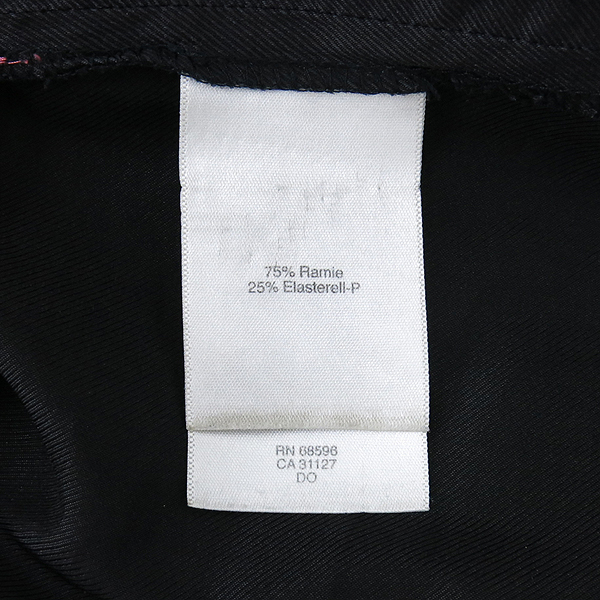 75% Ramie
25% Elasterell-P
RN 68596
CA 31127
DO